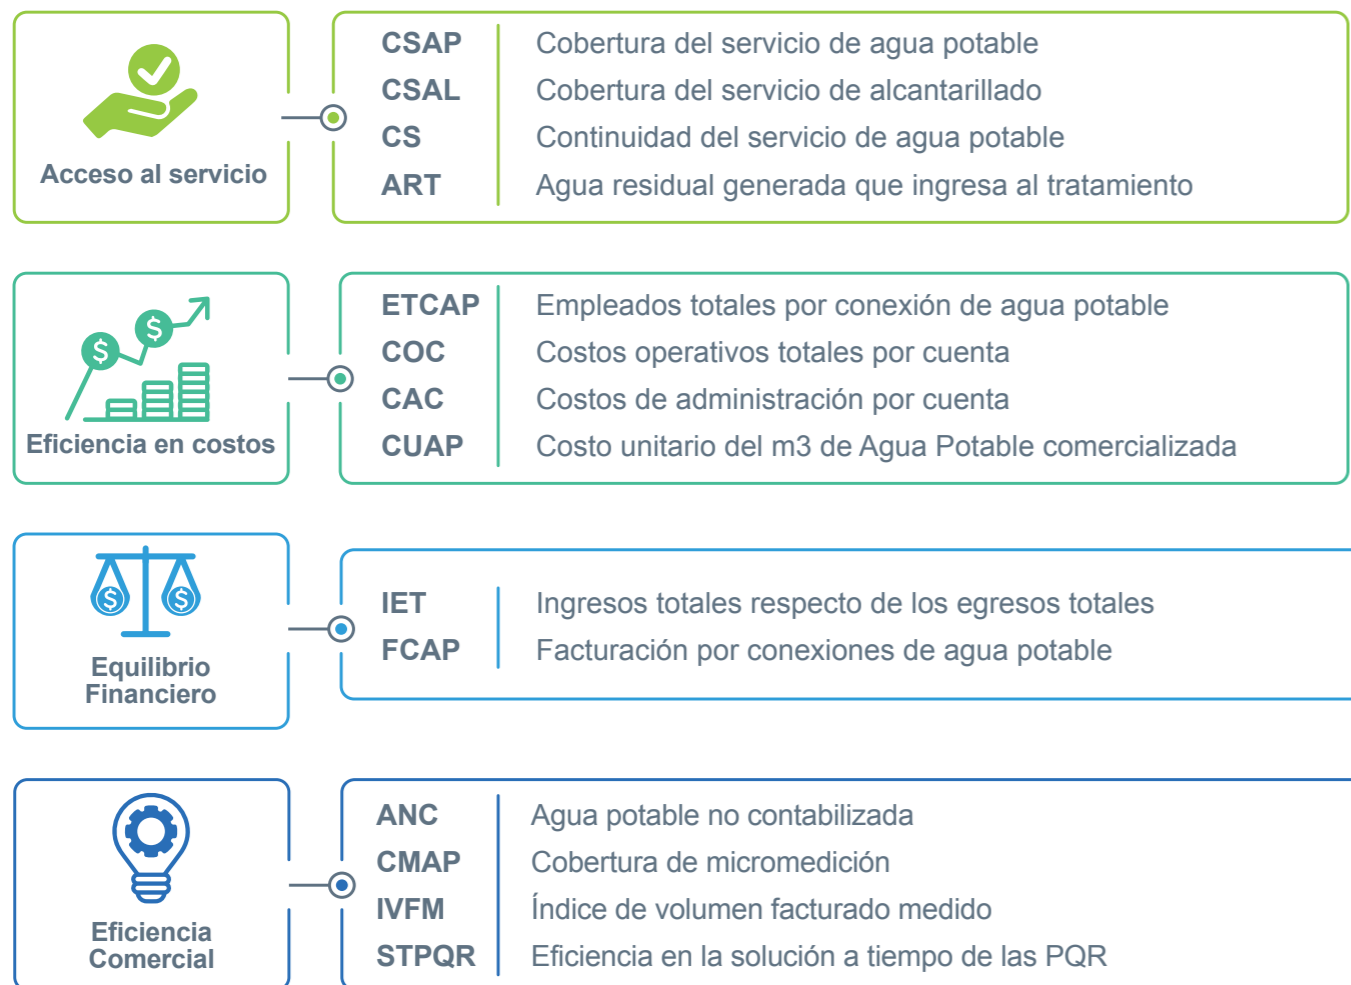 Acceso al servicio
CSAP Cobertura del servicio de agua potable
CSAL Cobertura del servicio de alcantarillado
CS Continuidad del servicio de agua potable
ART Agua residual generada que ingresa al tratamiento
$ $
Eficiencia en costos
ETCAP Empleados totales por conexión de agua potable
COC Costos operativos totales por cuenta
CAC Costos de administración por cuenta
CUAP Costo unitario del m3 de Agua Potable comercializada
$ $
Equilibrio
Financiero
IET Ingresos totales respecto de los egresos totales
FCAP Facturación por conexiones de agua potable
Eficiencia
Comercial
ANC Agua potable no contabilizada
CMAP Cobertura de micromedición
IVFM Índice de volumen facturado medido
STPQR Eficiencia en la solución a tiempo de las PQR